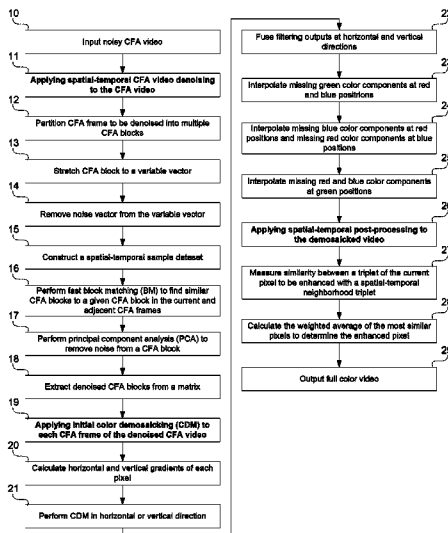 10
Input noisy CFA video
11
Applying spatial-temporal CFA video denoising
to the CFA video
12
Partition CFA frame to be denoised into multiple
CFA blocks
13
Stretch CFA block to a variable vector
14
Remove noise vector from the variable vector
15
Construct a spatial-temporal sample dataset
16
Perform fast block matching (BM) to find similar
CFA blocks to a given CFA block in the current and
adjacent CFA frames
17
Perform principal component analysis (PCA) to
remove noise from a CFA block
18
Extract denoised CFA blocks from a matrix
19
Applying initial color demosaicking (CDM) to
each CFA frame of the denoised CFA video
20
Calculate horizontal and vertical gradients of each
pixel
21
Perform CDM in horizontal or vertical direction
22
Fuse filtering outputs at horizontal and vertical
directions
23
Interpolate missing green color components at red
and blue positions
24
Interpolate missing blue color components at red
positions and missing red color components at blue
positions
25
Interpolate missing red and blue color components
at green positions
26
Applying spatial-temporal post-processing to
the demosaicked video
27
Measure similarity between a triplet of the current
pixel to be enhanced with a spatial-temporal
neighborhood triplet
28
Calculate the weighted average of the most similar
pixels to determine the enhanced pixel
29
Output full color video